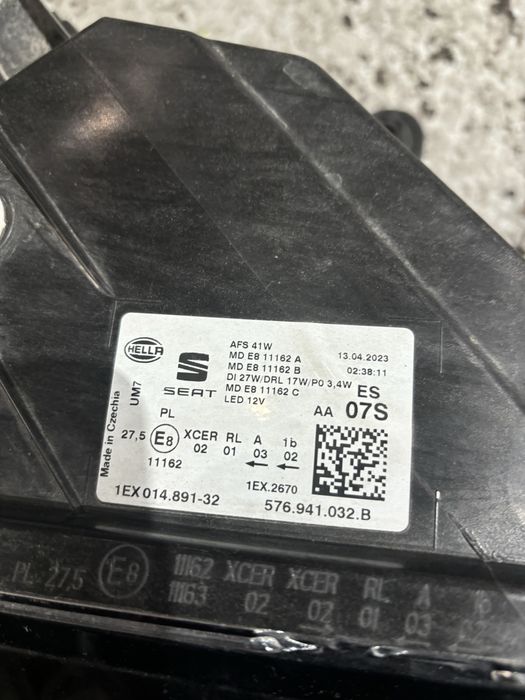 HELLA
SEAT
UM7
Made in Czechia
AFS 41W
MD E8 11162 A
MD E8 11162 B
DI 27W/DRL 17W/P0 3,4W
MD E8 11162 C
LED 12V
13.04.2023
02:38:11
ES
AA 07S
PL
27,5 E8 XCER RL A 1b
02 01 03 02
11162 ← ←
1EX 014.891-32
1EX.2670
576.941.032.B
PL 27,5 E8 11162 XCER XCER RL A
11163 02 02 01 03 02